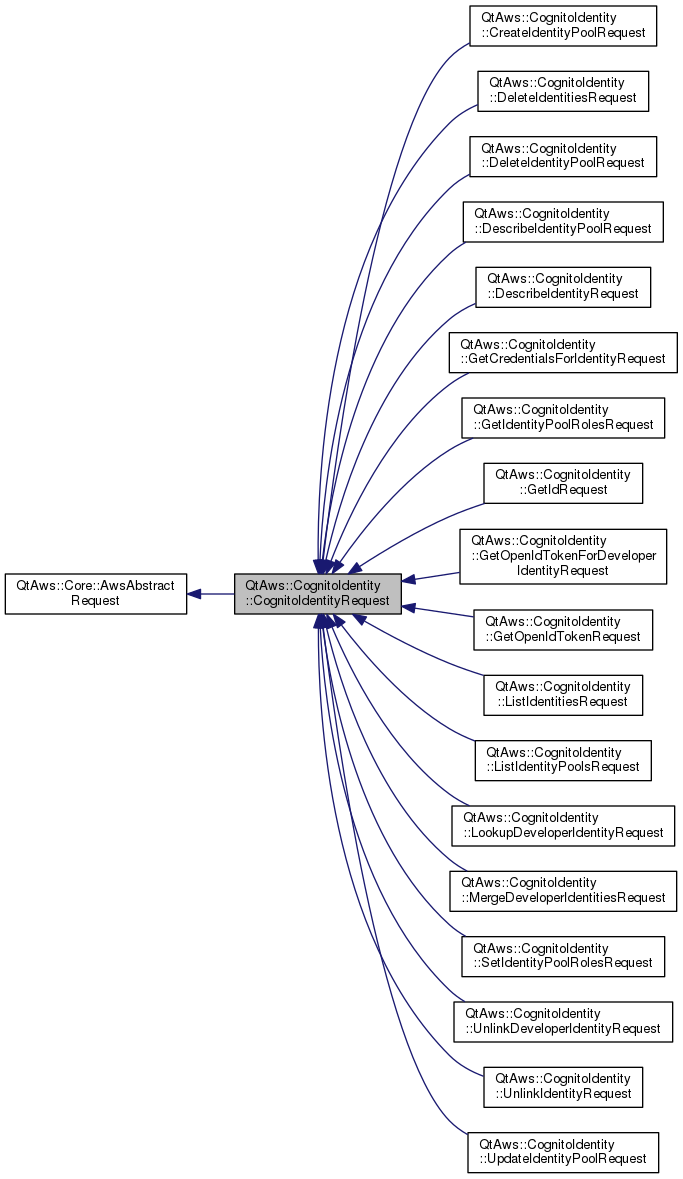 QtAws::CognitoIdentity
::CreateIdentityPoolRequest
QtAws::CognitoIdentity
::DeleteIdentitiesRequest
QtAws::CognitoIdentity
::DeleteIdentityPoolRequest
QtAws::CognitoIdentity
::DescribeIdentityPoolRequest
QtAws::CognitoIdentity
::DescribeIdentityRequest
QtAws::CognitoIdentity
::GetCredentialsForIdentityRequest
QtAws::CognitoIdentity
::GetIdentityPoolRolesRequest
QtAws::CognitoIdentity
::GetIdRequest
QtAws::CognitoIdentity
::GetOpenIdTokenForDeveloper
IdentityRequest
QtAws::Core::AwsAbstract
Request
QtAws::CognitoIdentity
::CognitoIdentityRequest
QtAws::CognitoIdentity
::GetOpenIdTokenRequest
QtAws::CognitoIdentity
::ListIdentitiesRequest
QtAws::CognitoIdentity
::ListIdentityPoolsRequest
QtAws::CognitoIdentity
::LookupDeveloperIdentityRequest
QtAws::CognitoIdentity
::MergeDeveloperIdentitiesRequest
QtAws::CognitoIdentity
::SetIdentityPoolRolesRequest
QtAws::CognitoIdentity
::UnlinkDeveloperIdentityRequest
QtAws::CognitoIdentity
::UnlinkIdentityRequest
QtAws::CognitoIdentity
::UpdateIdentityPoolRequest